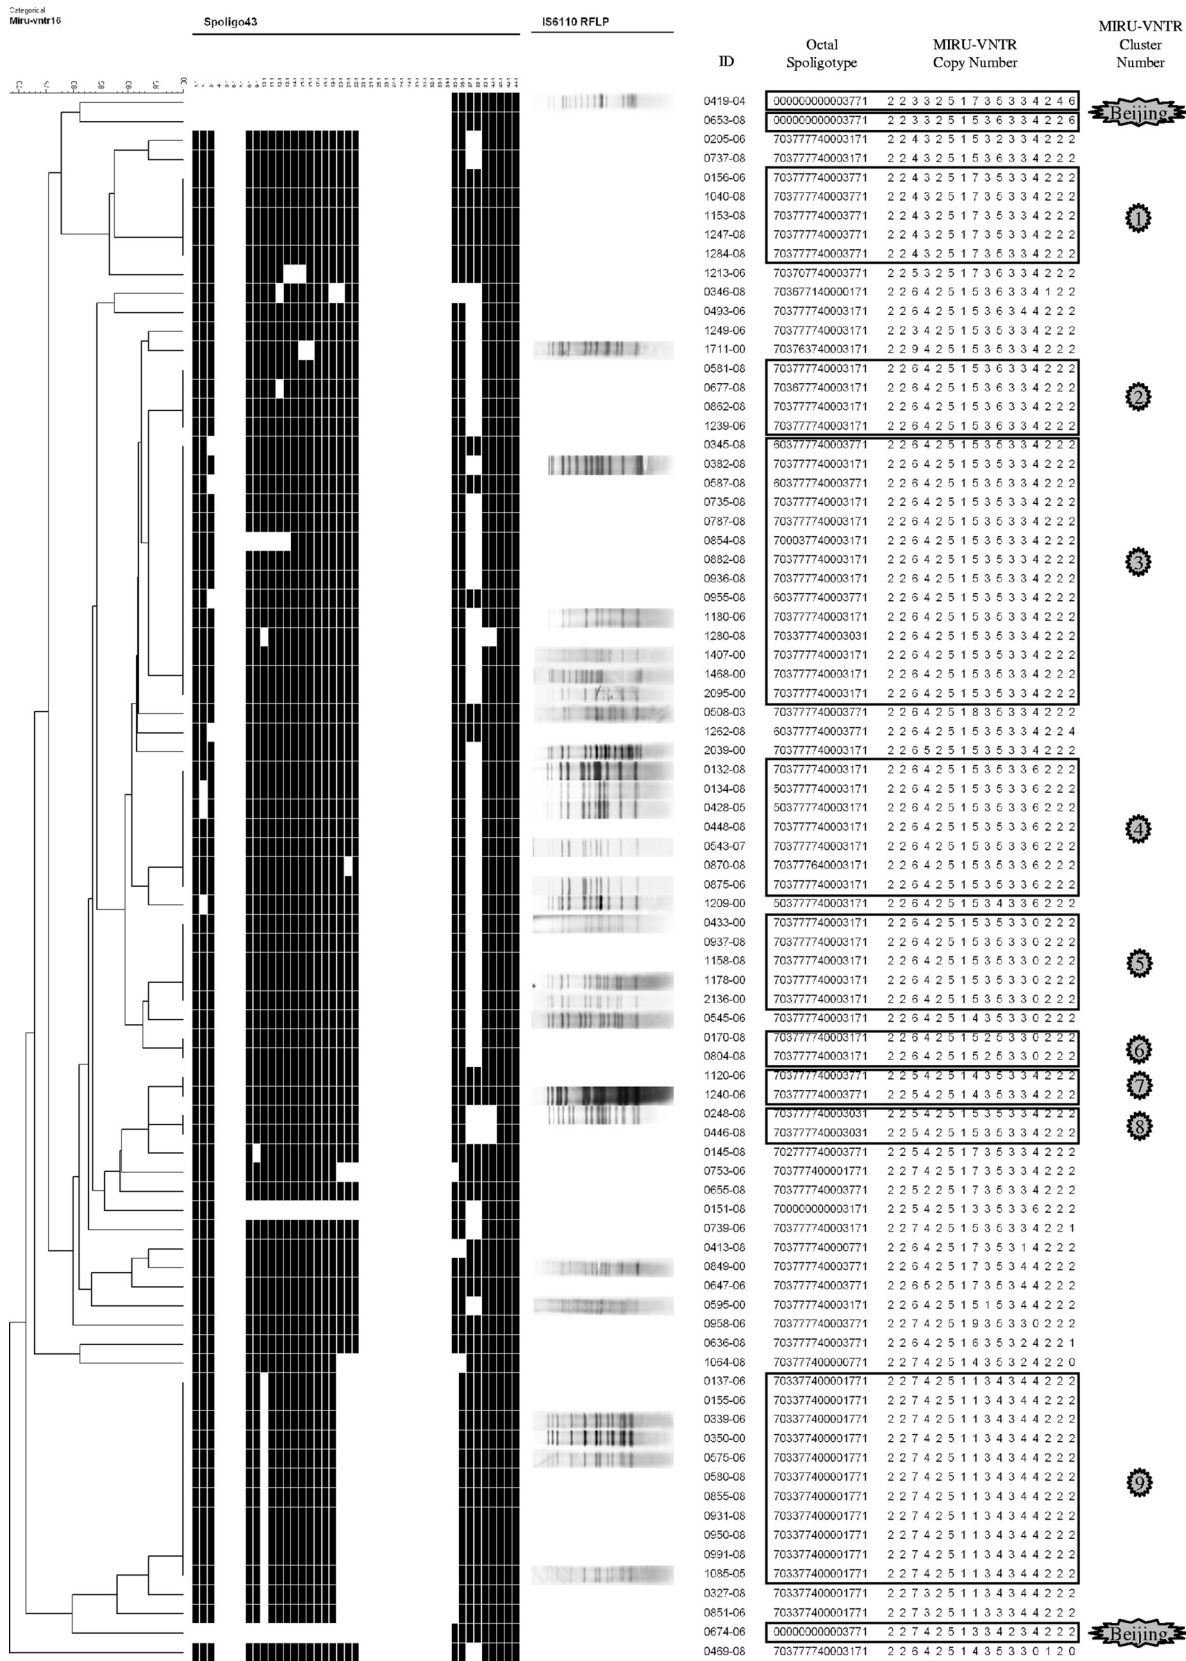 Categorical
Miru-vntr16
Spoligo43
IS6110 RFLP
ID
Octal
Spoligotype
MIRU-VNTR
Copy Number
MIRU-VNTR
Cluster
Number
0419-04 000000000003771 2 2 3 3 2 5 1 7 3 5 3 3 4 2 4 6
Beijing
0653-08 000000000003771 2 2 3 3 2 5 1 5 3 6 3 3 4 2 2 6
0205-06 703777740003171 2 2 4 3 2 5 1 5 3 2 3 3 4 2 2 2
0737-08 703777740003171 2 2 4 3 2 5 1 5 3 6 3 3 4 2 2 2
0156-06 703777740003771 2 2 4 3 2 5 1 7 3 5 3 3 4 2 2 2
1040-08 703777740003771 2 2 4 3 2 5 1 7 3 5 3 3 4 2 2 2
1153-08 703777740003771 2 2 4 3 2 5 1 7 3 5 3 3 4 2 2 2
1
1247-08 703777740003771 2 2 4 3 2 5 1 7 3 5 3 3 4 2 2 2
1284-08 703777740003771 2 2 4 3 2 5 1 7 3 5 3 3 4 2 2 2
1213-06 703707740003771 2 2 5 3 2 5 1 7 3 6 3 3 4 2 2 2
0346-08 703677140000171 2 2 6 4 2 5 1 5 3 6 3 3 4 1 2 2
0493-06 703777740003171 2 2 6 4 2 5 1 5 3 6 3 4 4 2 2 2
1249-06 703777740003171 2 2 3 4 2 5 1 5 3 5 3 3 4 2 2 2
1711-00 703763740003171 2 2 9 4 2 5 1 5 3 5 3 3 4 2 2 2
0581-08 703777740003171 2 2 6 4 2 5 1 5 3 6 3 3 4 2 2 2
0677-08 703677740003171 2 2 6 4 2 5 1 5 3 6 3 3 4 2 2 2
2
0862-08 703777740003171 2 2 6 4 2 5 1 5 3 6 3 3 4 2 2 2
1239-06 703777740003171 2 2 6 4 2 5 1 5 3 6 3 3 4 2 2 2
0345-08 603777740003771 2 2 6 4 2 5 1 5 3 5 3 3 4 2 2 2
0382-08 703777740003171 2 2 6 4 2 5 1 5 3 5 3 3 4 2 2 2
0587-08 603777740003771 2 2 6 4 2 5 1 5 3 5 3 3 4 2 2 2
0735-08 703777740003171 2 2 6 4 2 5 1 5 3 5 3 3 4 2 2 2
0787-08 703777740003171 2 2 6 4 2 5 1 5 3 5 3 3 4 2 2 2
0854-08 700037740003171 2 2 6 4 2 5 1 5 3 5 3 3 4 2 2 2
0882-08 703777740003171 2 2 6 4 2 5 1 5 3 5 3 3 4 2 2 2
3
0936-08 703777740003171 2 2 6 4 2 5 1 5 3 5 3 3 4 2 2 2
0955-08 603777740003771 2 2 6 4 2 5 1 5 3 5 3 3 4 2 2 2
1180-06 703777740003171 2 2 6 4 2 5 1 5 3 5 3 3 4 2 2 2
1280-08 703377740003031 2 2 6 4 2 5 1 5 3 5 3 3 4 2 2 2
1407-00 703777740003171 2 2 6 4 2 5 1 5 3 5 3 3 4 2 2 2
1468-00 703777740003171 2 2 6 4 2 5 1 5 3 5 3 3 4 2 2 2
2095-00 703777740003171 2 2 6 4 2 5 1 5 3 5 3 3 4 2 2 2
0508-03 703777740003771 2 2 6 4 2 5 1 8 3 5 3 3 4 2 2 2
1262-08 603777740003771 2 2 6 4 2 5 1 5 3 5 3 3 4 2 2 4
2039-00 703777740003171 2 2 6 5 2 5 1 5 3 5 3 3 4 2 2 2
0132-08 703777740003171 2 2 6 4 2 5 1 5 3 5 3 3 6 2 2 2
0134-08 503777740003171 2 2 6 4 2 5 1 5 3 5 3 3 6 2 2 2
0428-05 503777740003171 2 2 6 4 2 5 1 5 3 5 3 3 6 2 2 2
0448-08 703777740003171 2 2 6 4 2 5 1 5 3 5 3 3 6 2 2 2
4
0543-07 703777740003171 2 2 6 4 2 5 1 5 3 5 3 3 6 2 2 2
0870-08 703777640003171 2 2 6 4 2 5 1 5 3 5 3 3 6 2 2 2
0875-06 703777740003171 2 2 6 4 2 5 1 5 3 5 3 3 6 2 2 2
1209-00 503777740003171 2 2 6 4 2 5 1 5 3 4 3 3 6 2 2 2
0433-00 703777740003171 2 2 6 4 2 5 1 5 3 5 3 3 0 2 2 2
0937-08 703777740003171 2 2 6 4 2 5 1 5 3 5 3 3 0 2 2 2
1158-08 703777740003171 2 2 6 4 2 5 1 5 3 5 3 3 0 2 2 2
5
1178-00 703777740003171 2 2 6 4 2 5 1 5 3 5 3 3 0 2 2 2
2136-00 703777740003171 2 2 6 4 2 5 1 5 3 5 3 3 0 2 2 2
0545-06 703777740003171 2 2 6 4 2 5 1 4 3 5 3 3 0 2 2 2
0170-08 703777740003171 2 2 6 4 2 5 1 5 2 5 3 3 0 2 2 2
6
0804-08 703777740003171 2 2 6 4 2 5 1 5 2 5 3 3 0 2 2 2
1120-06 703777740003771 2 2 5 4 2 5 1 4 3 5 3 3 4 2 2 2
7
1240-06 703777740003771 2 2 5 4 2 5 1 4 3 5 3 3 4 2 2 2
0248-08 703777740003031 2 2 5 4 2 5 1 5 3 5 3 3 4 2 2 2
8
0446-08 703777740003031 2 2 5 4 2 5 1 5 3 5 3 3 4 2 2 2
0145-08 702777740003771 2 2 5 4 2 5 1 7 3 5 3 3 4 2 2 2
0753-06 703777400001771 2 2 7 4 2 5 1 7 3 5 3 3 4 2 2 2
0655-08 703777740003771 2 2 5 2 2 5 1 7 3 5 3 3 4 2 2 2
0151-08 700000000003171 2 2 5 4 2 5 1 3 3 5 3 3 6 2 2 2
0739-06 703777740003171 2 2 7 4 2 5 1 5 3 5 3 3 4 2 2 1
0413-08 703777740000771 2 2 6 4 2 5 1 7 3 5 3 1 4 2 2 2
0849-00 703777740003771 2 2 6 4 2 5 1 7 3 5 3 4 4 2 2 2
0647-06 703777740003771 2 2 6 5 2 5 1 7 3 5 3 4 4 2 2 2
0595-00 703777740003171 2 2 6 4 2 5 1 5 1 5 3 4 4 2 2 2
0958-06 703777740003771 2 2 7 4 2 5 1 9 3 5 3 3 0 2 2 2
0636-08 703777740003771 2 2 6 4 2 5 1 6 3 5 3 2 4 2 2 1
1064-08 703777400000771 2 2 7 4 2 5 1 4 3 5 3 2 4 2 2 0
0137-06 703377400001771 2 2 7 4 2 5 1 1 3 4 3 4 4 2 2 2
0155-06 703377400001771 2 2 7 4 2 5 1 1 3 4 3 4 4 2 2 2
0339-06 703377400001771 2 2 7 4 2 5 1 1 3 4 3 4 4 2 2 2
0350-00 703377400001771 2 2 7 4 2 5 1 1 3 4 3 4 4 2 2 2
0575-06 703377400001771 2 2 7 4 2 5 1 1 3 4 3 4 4 2 2 2
0580-08 703377400001771 2 2 7 4 2 5 1 1 3 4 3 4 4 2 2 2
9
0855-08 703377400001771 2 2 7 4 2 5 1 1 3 4 3 4 4 2 2 2
0931-08 703377400001771 2 2 7 4 2 5 1 1 3 4 3 4 4 2 2 2
0950-08 703377400001771 2 2 7 4 2 5 1 1 3 4 3 4 4 2 2 2
0991-08 703377400001771 2 2 7 4 2 5 1 1 3 4 3 4 4 2 2 2
1085-05 703377400001771 2 2 7 4 2 5 1 1 3 4 3 4 4 2 2 2
0327-08 703377400001771 2 2 7 3 2 5 1 1 3 4 3 4 4 2 2 2
0851-06 703377400001771 2 2 7 3 2 5 1 1 3 3 3 4 4 2 2 2
0674-06 000000000003771 2 2 7 4 2 5 1 3 3 4 2 3 4 2 2 2
Beijing
0469-08 703777740003171 2 2 6 4 2 5 1 4 3 5 3 3 0 1 2 0